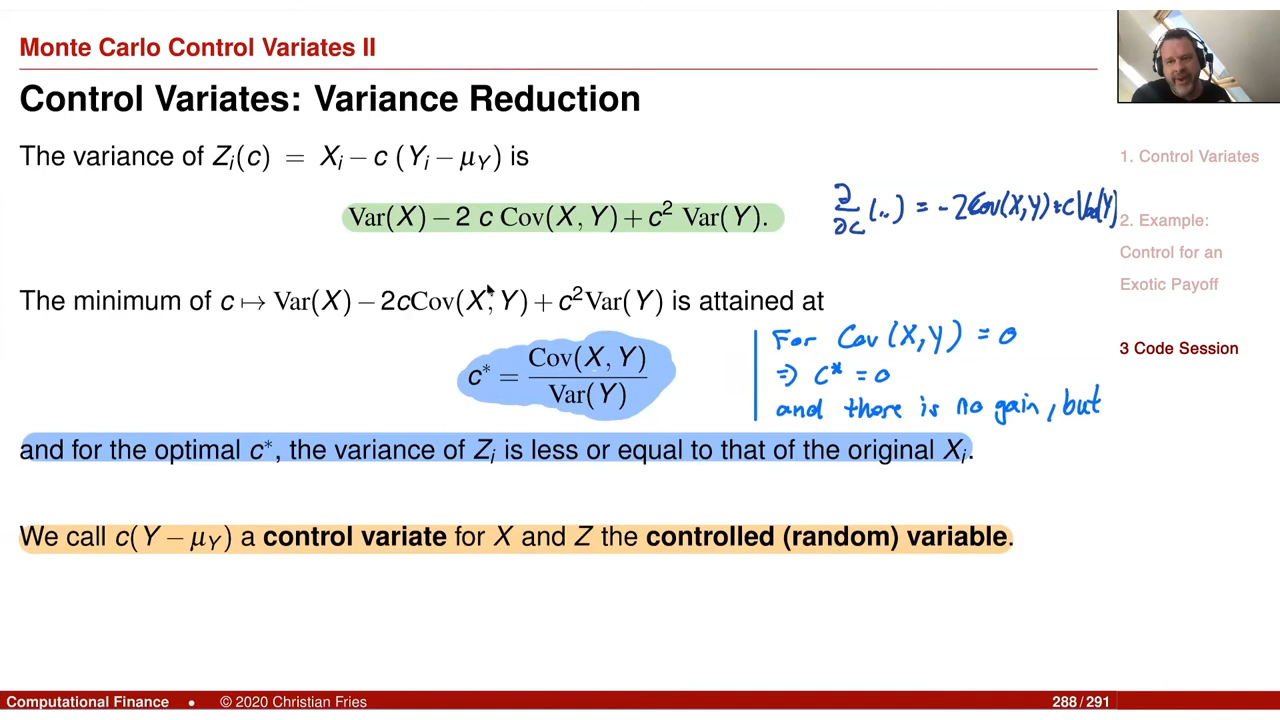 Monte Carlo Control Variates II
Control Variates: Variance Reduction
The variance of Zᵢ(c) = Xᵢ − c (Yᵢ − μ_Y) is
Var(X) − 2 c Cov(X, Y) + c² Var(Y).
∂/∂c (..) = − 2Cov(X,Y) + c Var(Y)
The minimum of c ↦ Var(X) − 2cCov(X, Y) + c²Var(Y) is attained at
c* = Cov(X, Y) / Var(Y)
For Cov(X,Y) = 0
⇒ c* = 0
and there is no gain, but
and for the optimal c*, the variance of Zᵢ is less or equal to that of the original Xᵢ.
We call c(Y − μ_Y) a control variate for X and Z the controlled (random) variable.
1. Control Variates
2. Example:
Control for an
Exotic Payoff
3 Code Session
Computational Finance • © 2020 Christian Fries
288 / 291